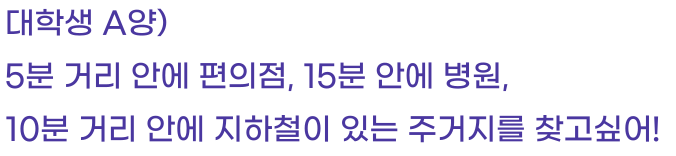 대학생 A양)
5분 거리 안에 편의점, 15분 안에 병원,
10분 거리 안에 지하철이 있는 주거지를 찾고싶어!